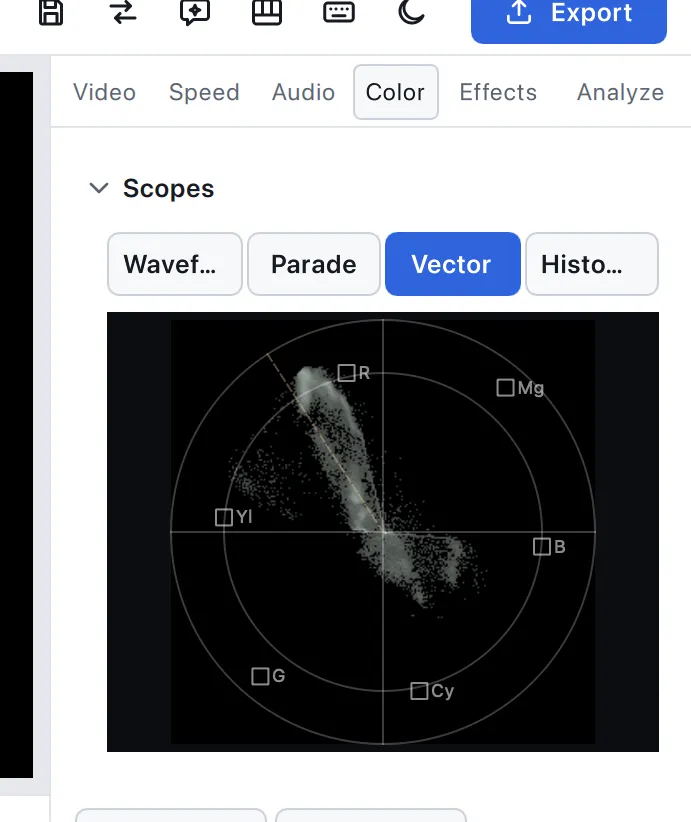 Export
Video Speed Audio Color Effects Analyze
Scopes
Wavef... Parade Vector Histo...
R
Mg
Yl
B
G
Cy